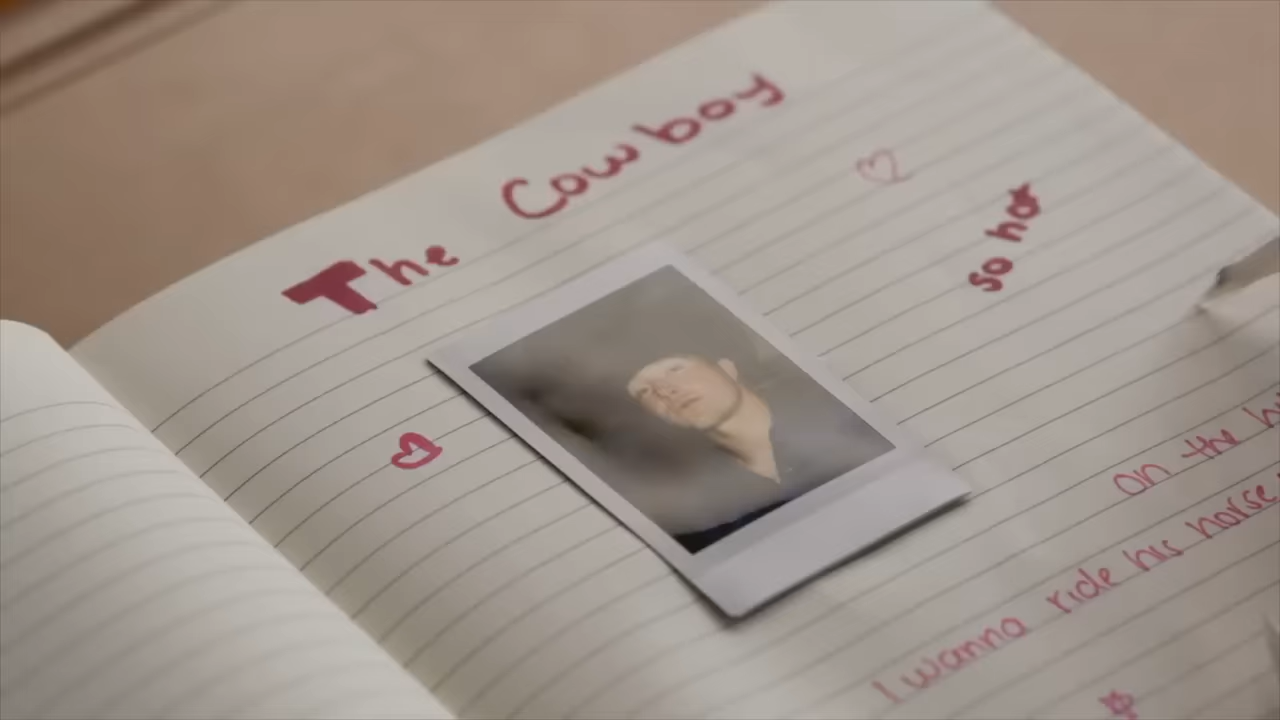 The Cowboy
so hot
on the
I wanna ride his horse